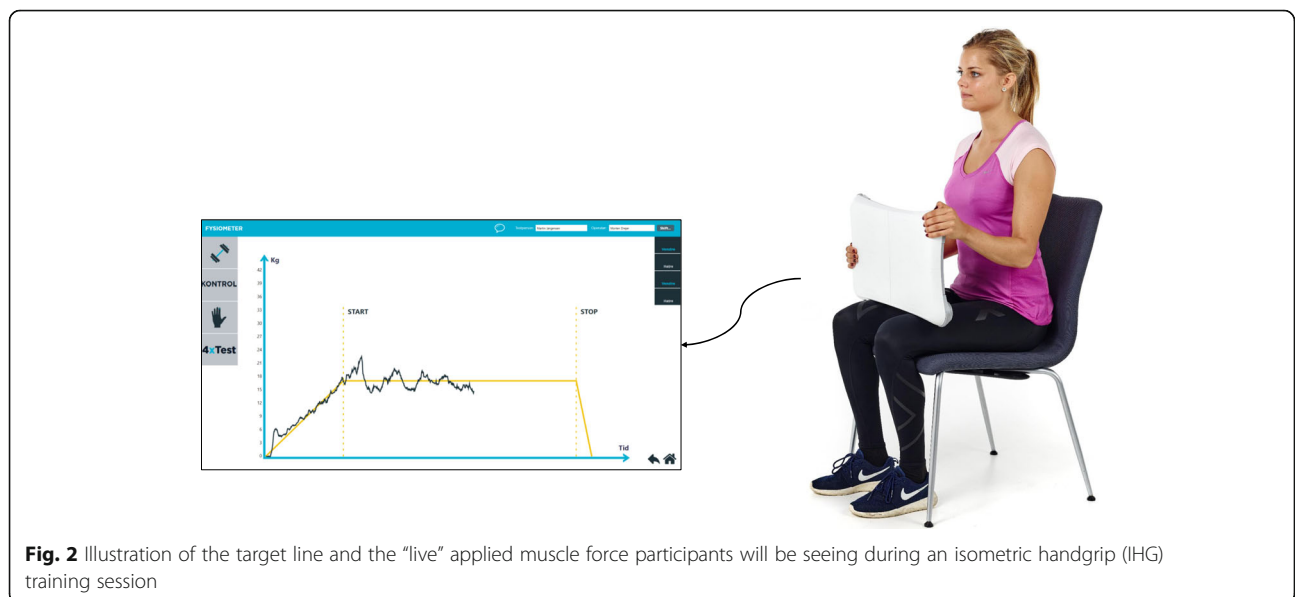 FYSIOMETER
KONTROL
4xTest
Kg
42
39
36
33
30
27
24
21
18
15
12
9
6
3
0
START
STOP
Tid
Fig. 2 Illustration of the target line and the “live” applied muscle force participants will be seeing during an isometric handgrip (IHG)
training session